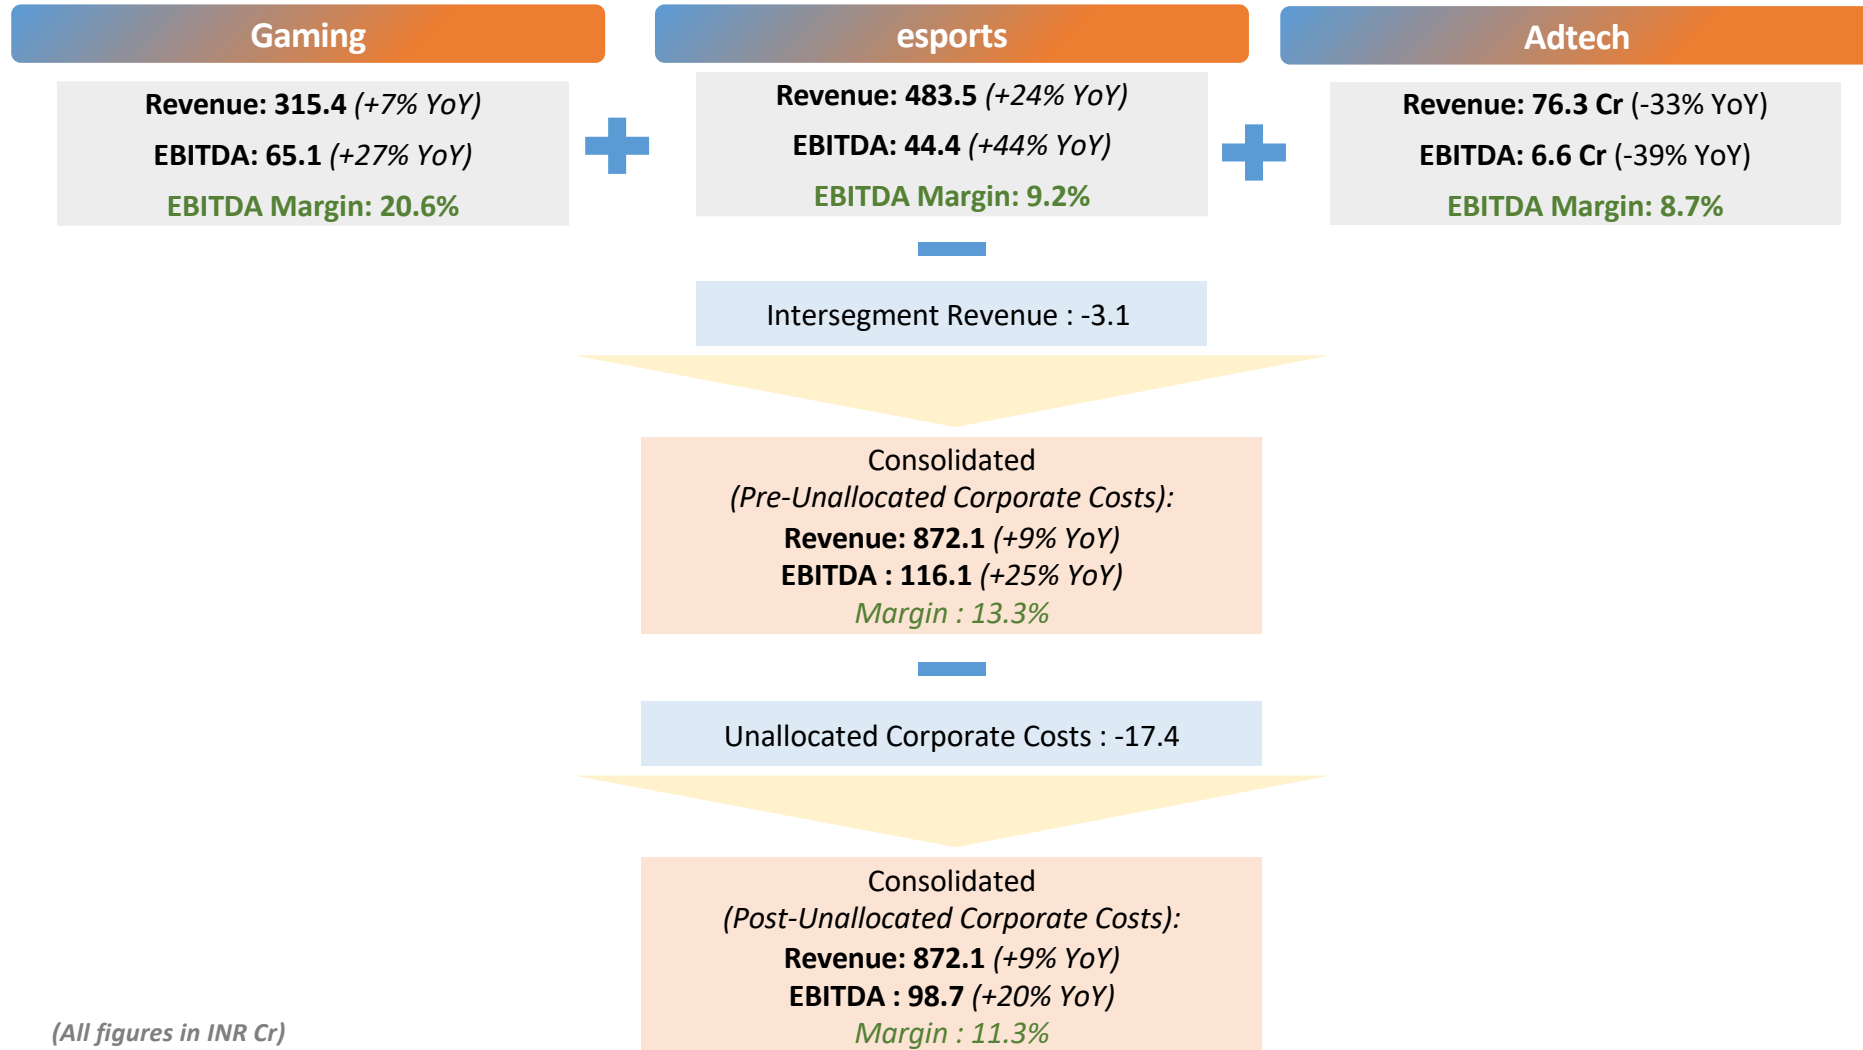 Gaming
Revenue: 315.4 (+7% YoY)
EBITDA: 65.1 (+27% YoY)
EBITDA Margin: 20.6%
esports
Revenue: 483.5 (+24% YoY)
EBITDA: 44.4 (+44% YoY)
EBITDA Margin: 9.2%
Adtech
Revenue: 76.3 Cr (-33% YoY)
EBITDA: 6.6 Cr (-39% YoY)
EBITDA Margin: 8.7%
Intersegment Revenue : -3.1
Consolidated
(Pre-Unallocated Corporate Costs):
Revenue: 872.1 (+9% YoY)
EBITDA : 116.1 (+25% YoY)
Margin : 13.3%
Unallocated Corporate Costs : -17.4
Consolidated
(Post-Unallocated Corporate Costs):
Revenue: 872.1 (+9% YoY)
EBITDA : 98.7 (+20% YoY)
Margin : 11.3%
(All figures in INR Cr)